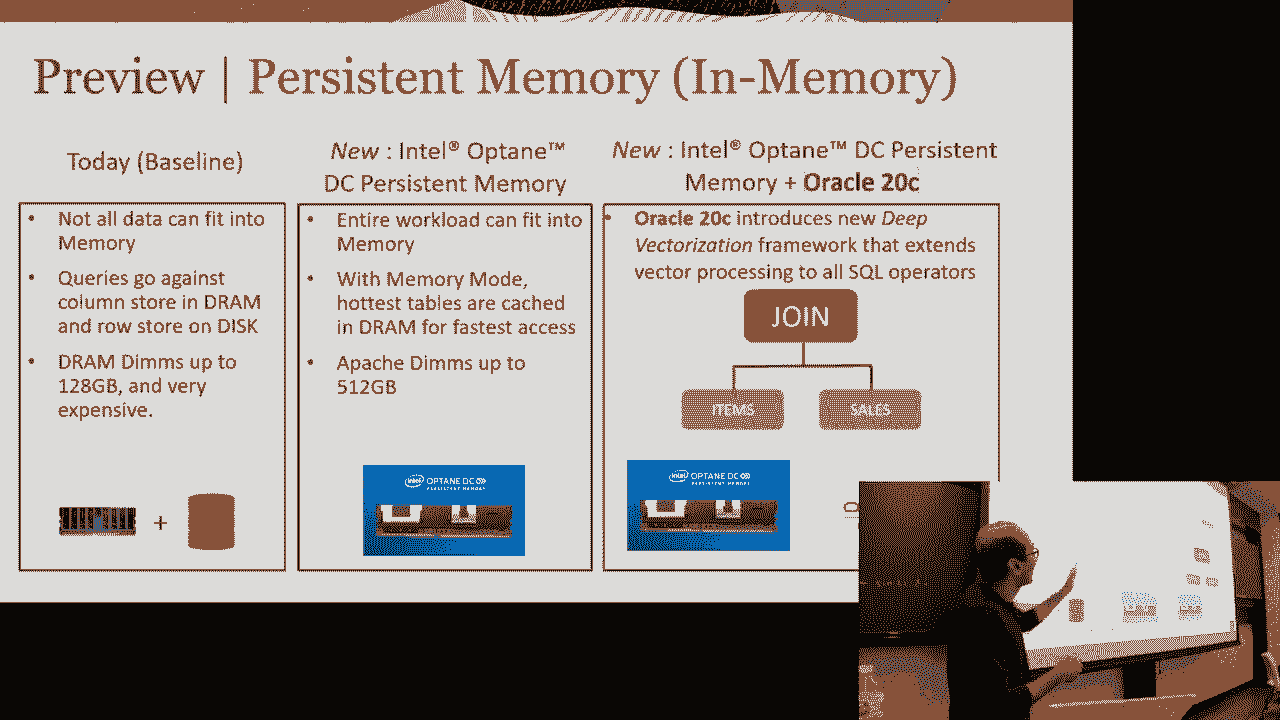 Preview | Persistent Memory (In-Memory)
Today (Baseline)
• Not all data can fit into
Memory
• Queries go against
column store in DRAM
and row store on DISK
• DRAM Dimms up to
128GB, and very
expensive.
+
New : Intel® Optane™
DC Persistent Memory
• Entire workload can fit into
Memory
• With Memory Mode,
hottest tables are cached
in DRAM for fastest access
• Apache Dimms up to
512GB
intel OPTANE DC
PERSISTENT MEMORY
New : Intel® Optane™ DC Persistent
Memory + Oracle 20c
• Oracle 20c introduces new Deep
Vectorization framework that extends
vector processing to all SQL operators
JOIN
ITEMS
SALES
intel OPTANE DC
PERSISTENT MEMORY